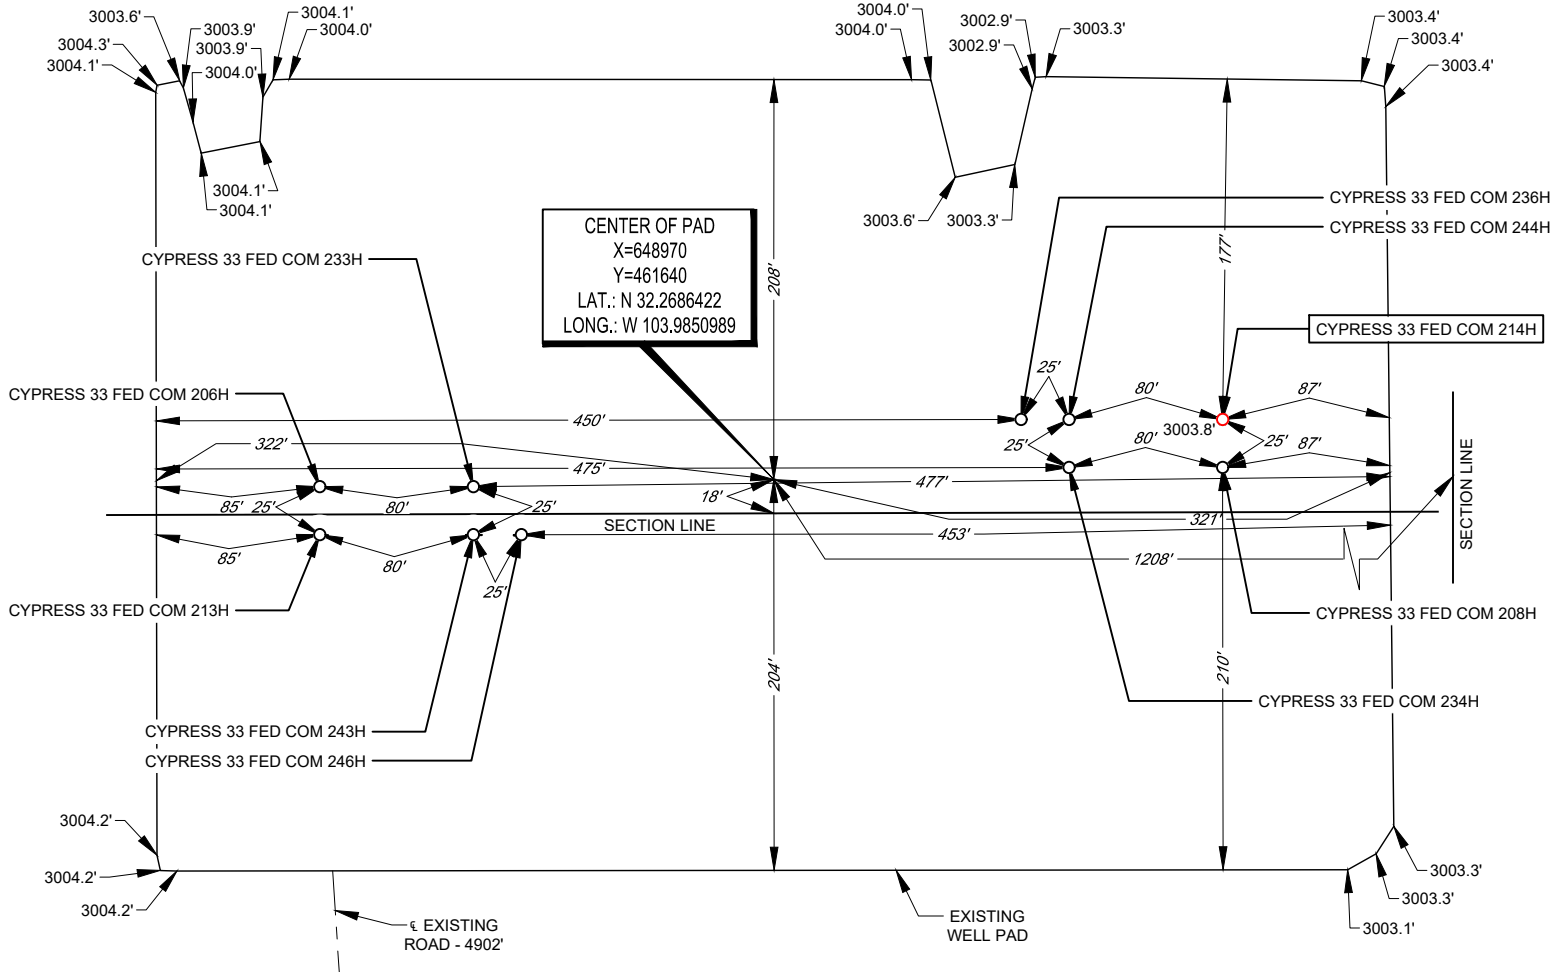 3003.6'
3004.3'
3004.1'
3003.9'
3003.9'
3004.0'
3004.1'
3004.0'
3004.1'
3004.1'
3004.0'
3004.0'
3002.9'
3002.9'
3003.3'
3003.6'
3003.3'
3003.4'
3003.4'
3003.4'
CENTER OF PAD
X=648970
Y=461640
LAT.: N 32.2686422
LONG.: W 103.9850989
208'
177'
CYPRESS 33 FED COM 236H
CYPRESS 33 FED COM 244H
CYPRESS 33 FED COM 233H
CYPRESS 33 FED COM 214H
CYPRESS 33 FED COM 206H
25'
80'
87'
450'
3003.8'
322'
25'
80'
25'
87'
475'
477'
85'
25'
80'
25'
18'
SECTION LINE
321'
SECTION LINE
453'
85'
80'
25'
1208'
CYPRESS 33 FED COM 213H
CYPRESS 33 FED COM 208H
204'
210'
CYPRESS 33 FED COM 234H
CYPRESS 33 FED COM 243H
CYPRESS 33 FED COM 246H
3004.2'
3004.2'
3004.2'
℄ EXISTING
ROAD - 4902'
EXISTING
WELL PAD
3003.3'
3003.3'
3003.1'